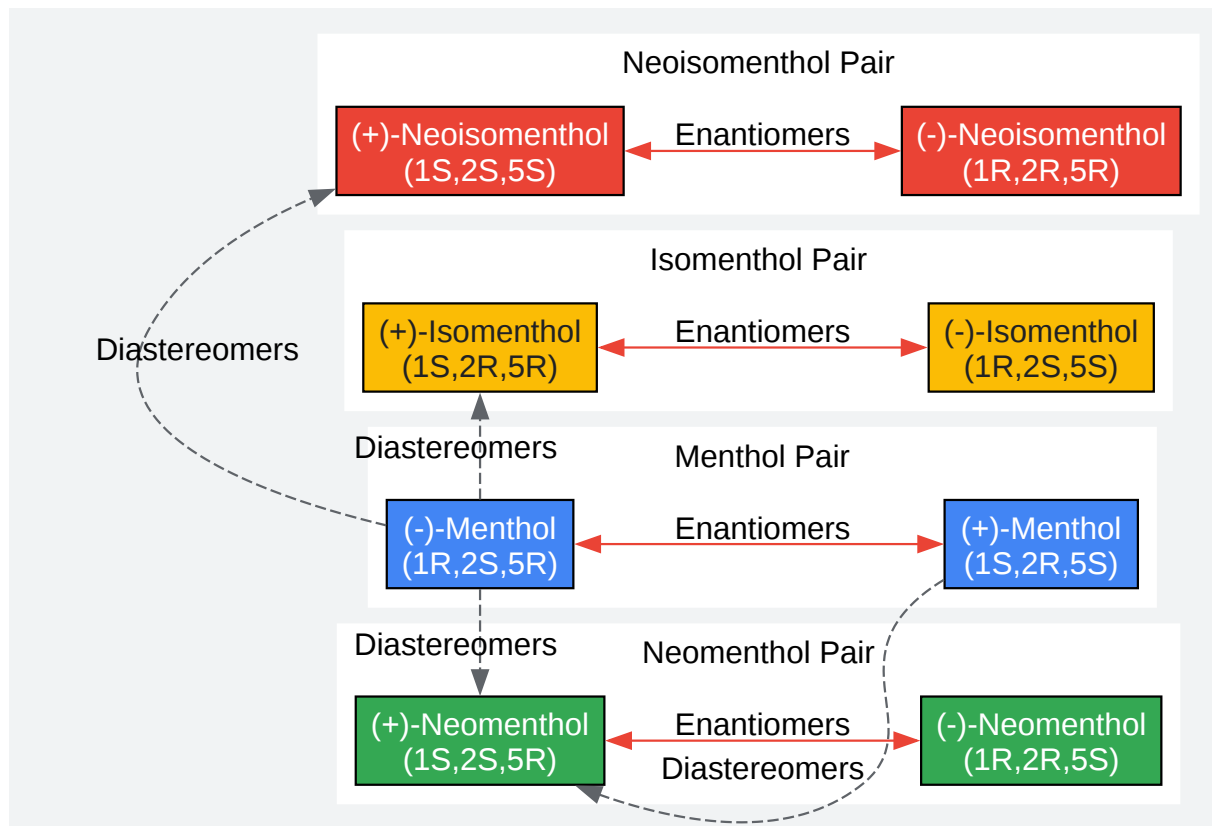 Neoisomenthol Pair
(+)-Neoisomenthol
(1S,2S,5S)
Enantiomers
(-)-Neoisomenthol
(1R,2R,5R)
Isomenthol Pair
(+)-Isomenthol
(1S,2R,5R)
Enantiomers
(-)-Isomenthol
(1R,2S,5S)
Diastereomers
Diastereomers
Menthol Pair
(-)-Menthol
(1R,2S,5R)
Enantiomers
(+)-Menthol
(1S,2R,5S)
Diastereomers
Neomenthol Pair
(+)-Neomenthol
(1S,2S,5R)
Enantiomers
Diastereomers
(-)-Neomenthol
(1R,2R,5S)